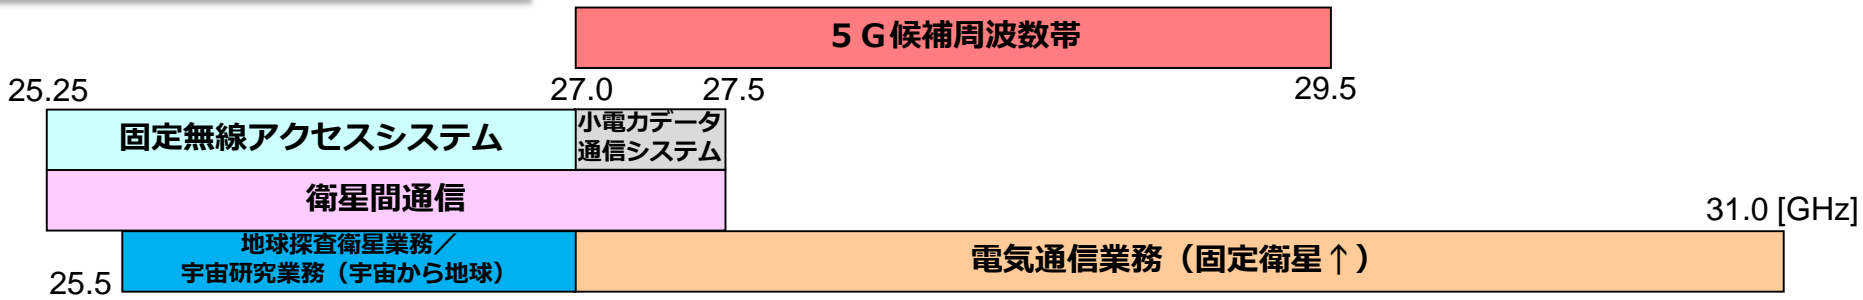 ５Ｇ候補周波数帯
25.25
27.0
27.5
29.5
固定無線アクセスシステム
小電力データ
通信システム
衛星間通信
31.0 [GHz]
地球探査衛星業務／
宇宙研究業務（宇宙から地球）
電気通信業務（固定衛星↑）
25.5